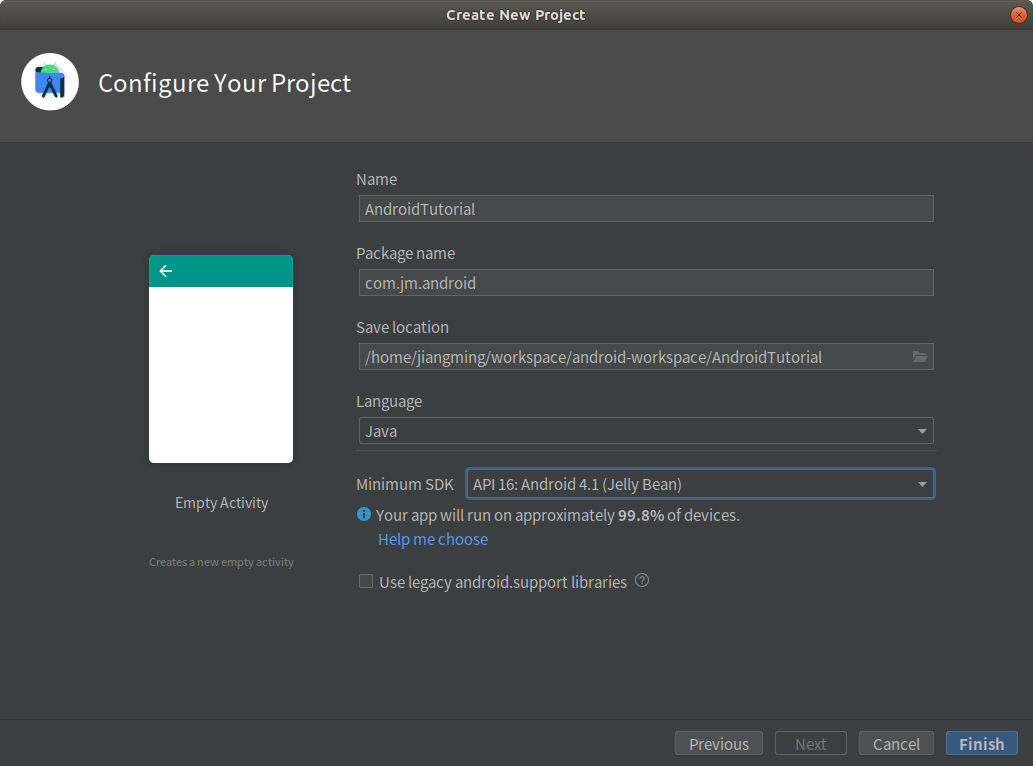 Create New Project
Configure Your Project
Name
AndroidTutorial
Package name
com.jm.android
Save location
/home/jiangming/workspace/android-workspace/AndroidTutorial
Language
Java
Minimum SDK API 16: Android 4.1 (Jelly Bean)
Your app will run on approximately 99.8% of devices.
Help me choose
Use legacy android.support libraries ?
Empty Activity
Creates a new empty activity
Previous Next Cancel Finish